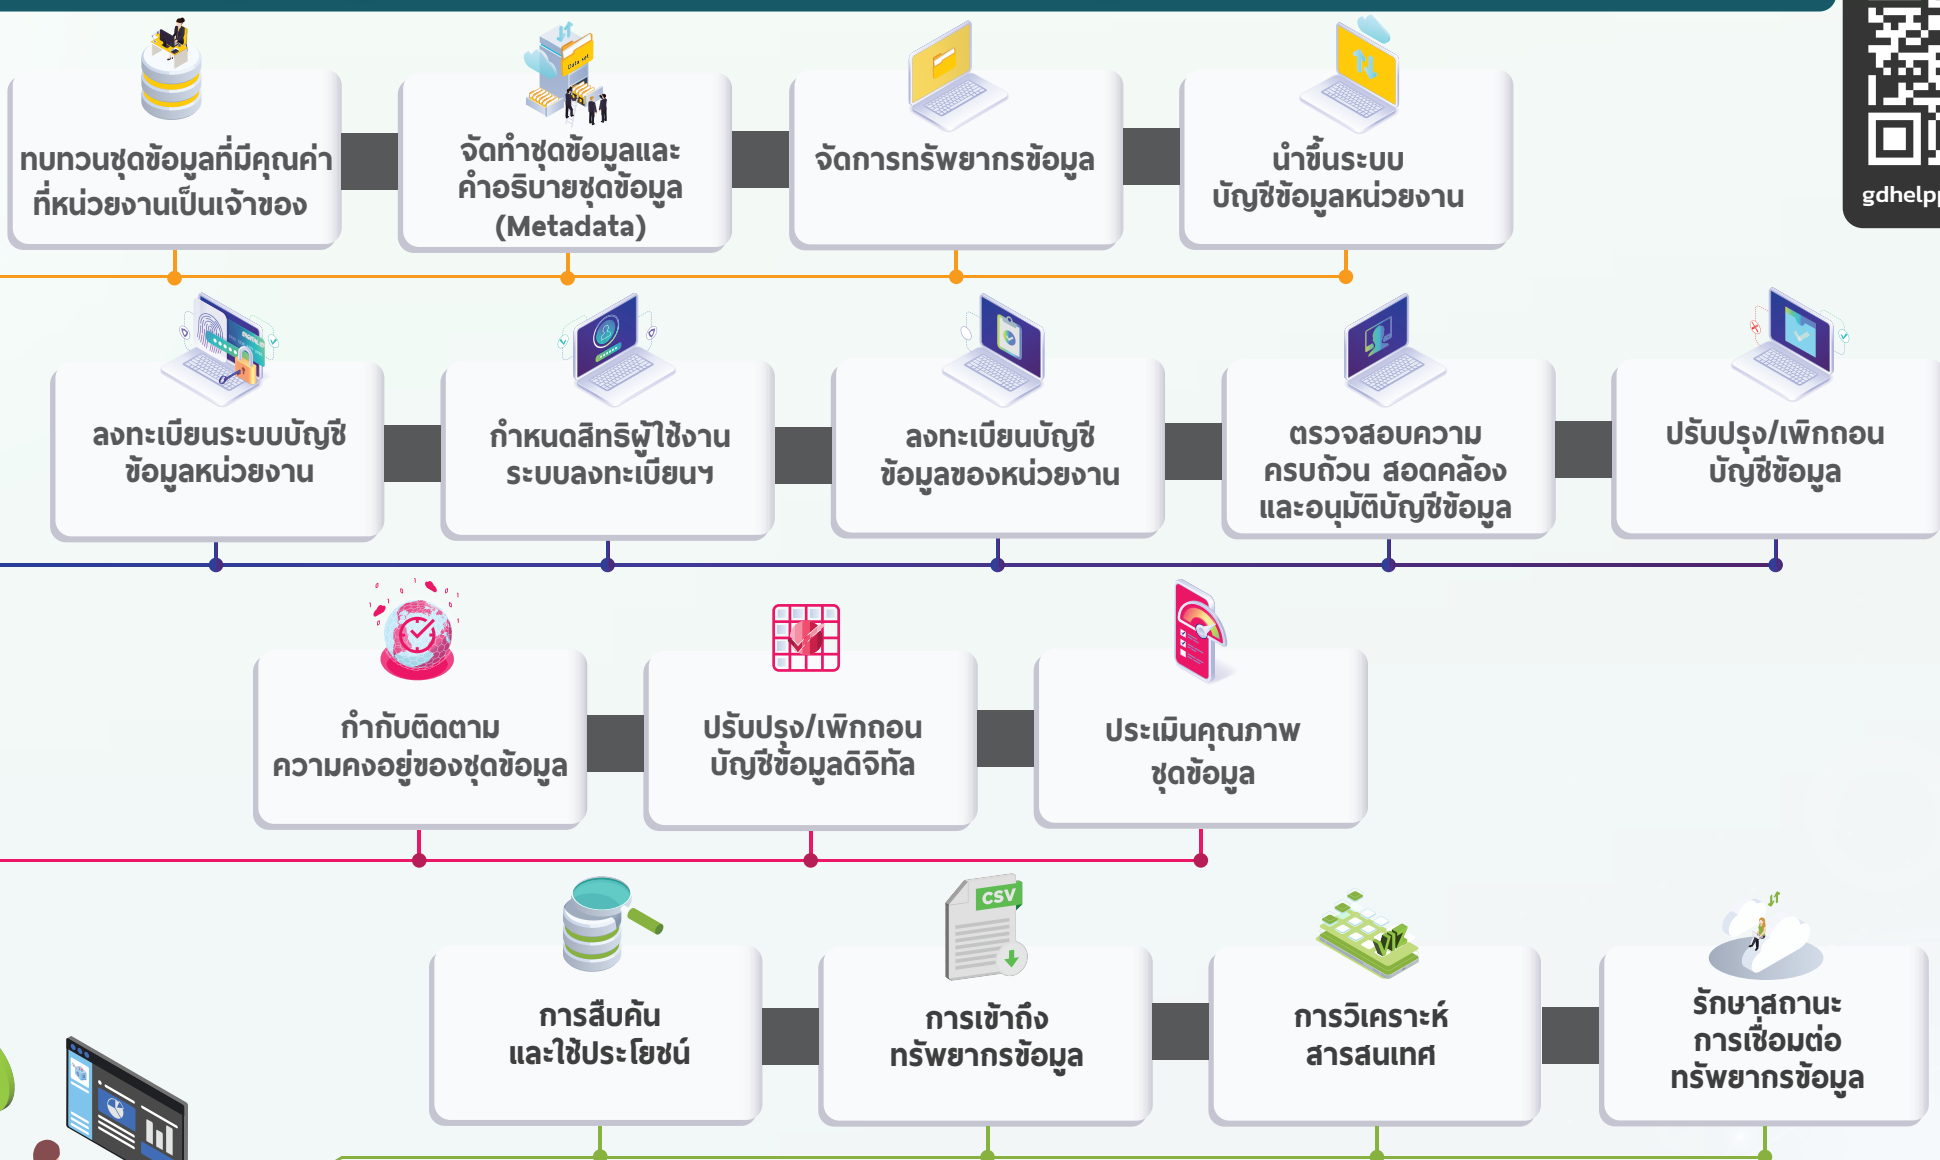 ทบทวนชุดข้อมูลที่มีคุณค่า
ที่หน่วยงานเป็นเจ้าของ
Data set
จัดทำชุดข้อมูลและ
คำอธิบายชุดข้อมูล
(Metadata)
จัดการทรัพยากรข้อมูล
นำขึ้นระบบ
บัญชีข้อมูลหน่วยงาน
ลงทะเบียนระบบบัญชี
ข้อมูลหน่วยงาน
กำหนดสิทธิผู้ใช้งาน
ระบบลงทะเบียนฯ
ลงทะเบียนบัญชี
ข้อมูลของหน่วยงาน
ตรวจสอบความ
ครบถ้วน สอดคล้อง
และอนุมัติบัญชีข้อมูล
ปรับปรุง/เพิกถอน
บัญชีข้อมูล
กำกับติดตาม
ความคงอยู่ของชุดข้อมูล
ปรับปรุง/เพิกถอน
บัญชีข้อมูลดิจิทัล
ประเมินคุณภาพ
ชุดข้อมูล
การสืบค้น
และใช้ประโยชน์
CSV
การเข้าถึง
ทรัพยากรข้อมูล
การวิเคราะห์
สารสนเทศ
รักษาสถานะ
การเชื่อมต่อ
ทรัพยากรข้อมูล